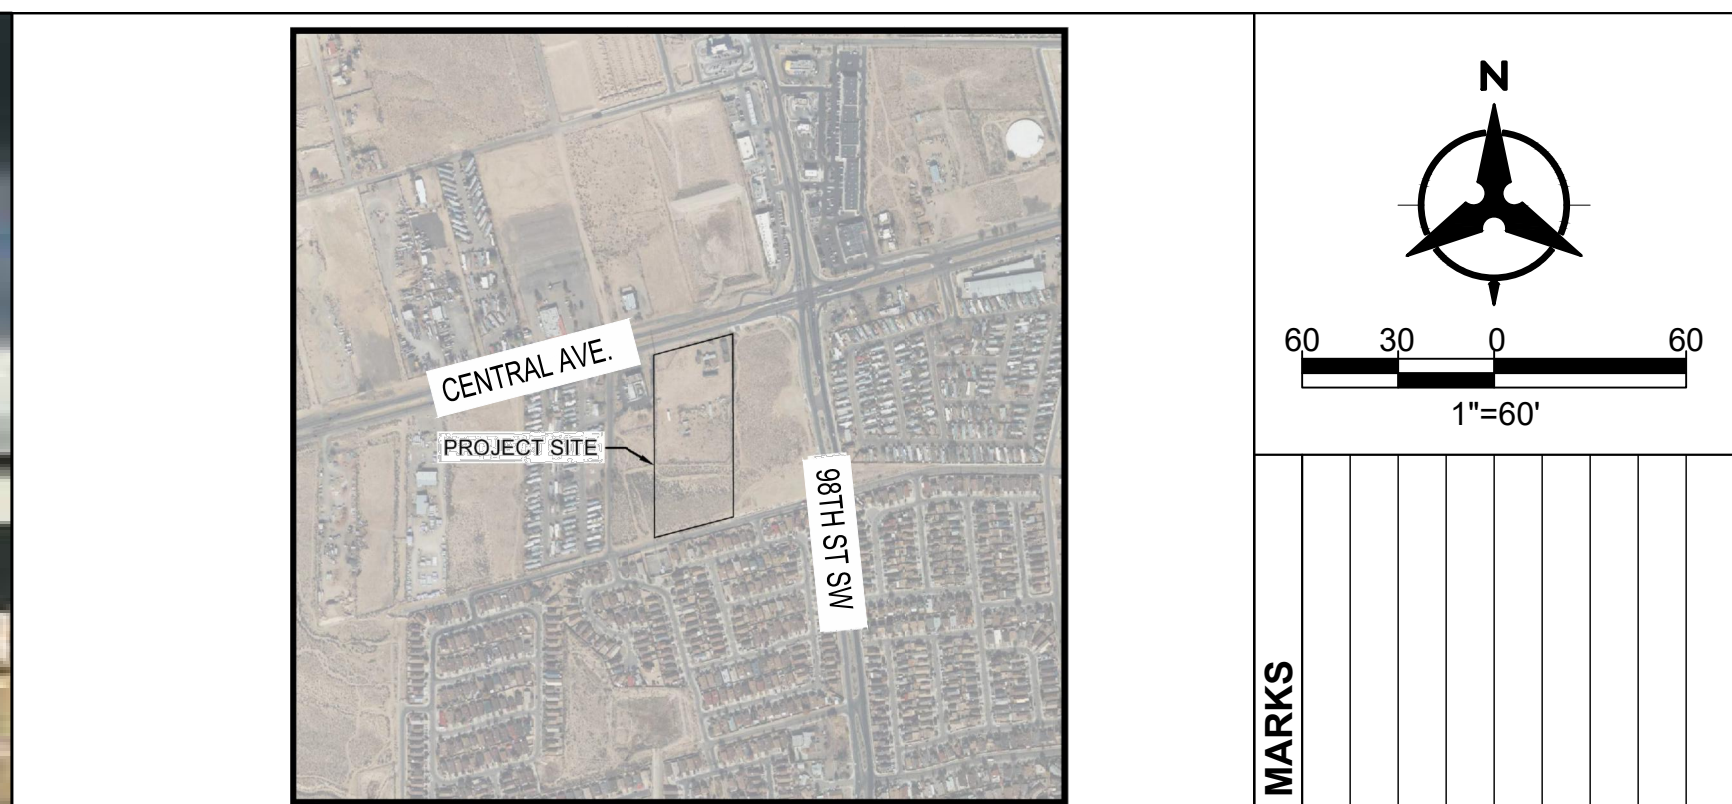 CENTRAL AVE.
PROJECT SITE
98TH ST SW
N
60 30 0 60
1"=60'
MARKS